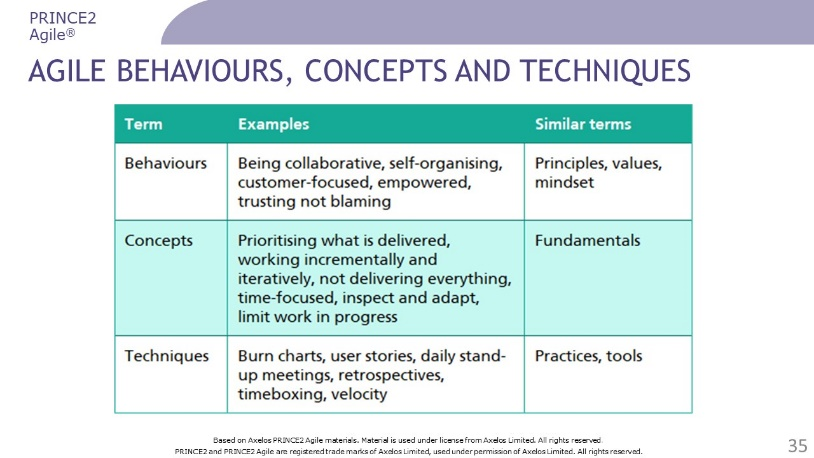 PRINCE2
Agile®
AGILE BEHAVIOURS, CONCEPTS AND TECHNIQUES
Term Examples Similar terms
Behaviours Being collaborative, self-organising, Principles, values,
customer-focused, empowered, mindset
trusting not blaming
Concepts Prioritising what is delivered, Fundamentals
working incrementally and
iteratively, not delivering everything,
time-focused, inspect and adapt,
limit work in progress
Techniques Burn charts, user stories, daily stand- Practices, tools
up meetings, retrospectives,
timeboxing, velocity
Based on Axelos PRINCE2 Agile materials. Material is used under license from Axelos Limited. All rights reserved.
PRINCE2 and PRINCE2 Agile are registered trade marks of Axelos Limited, used under permission of Axelos Limited. All rights reserved.
35